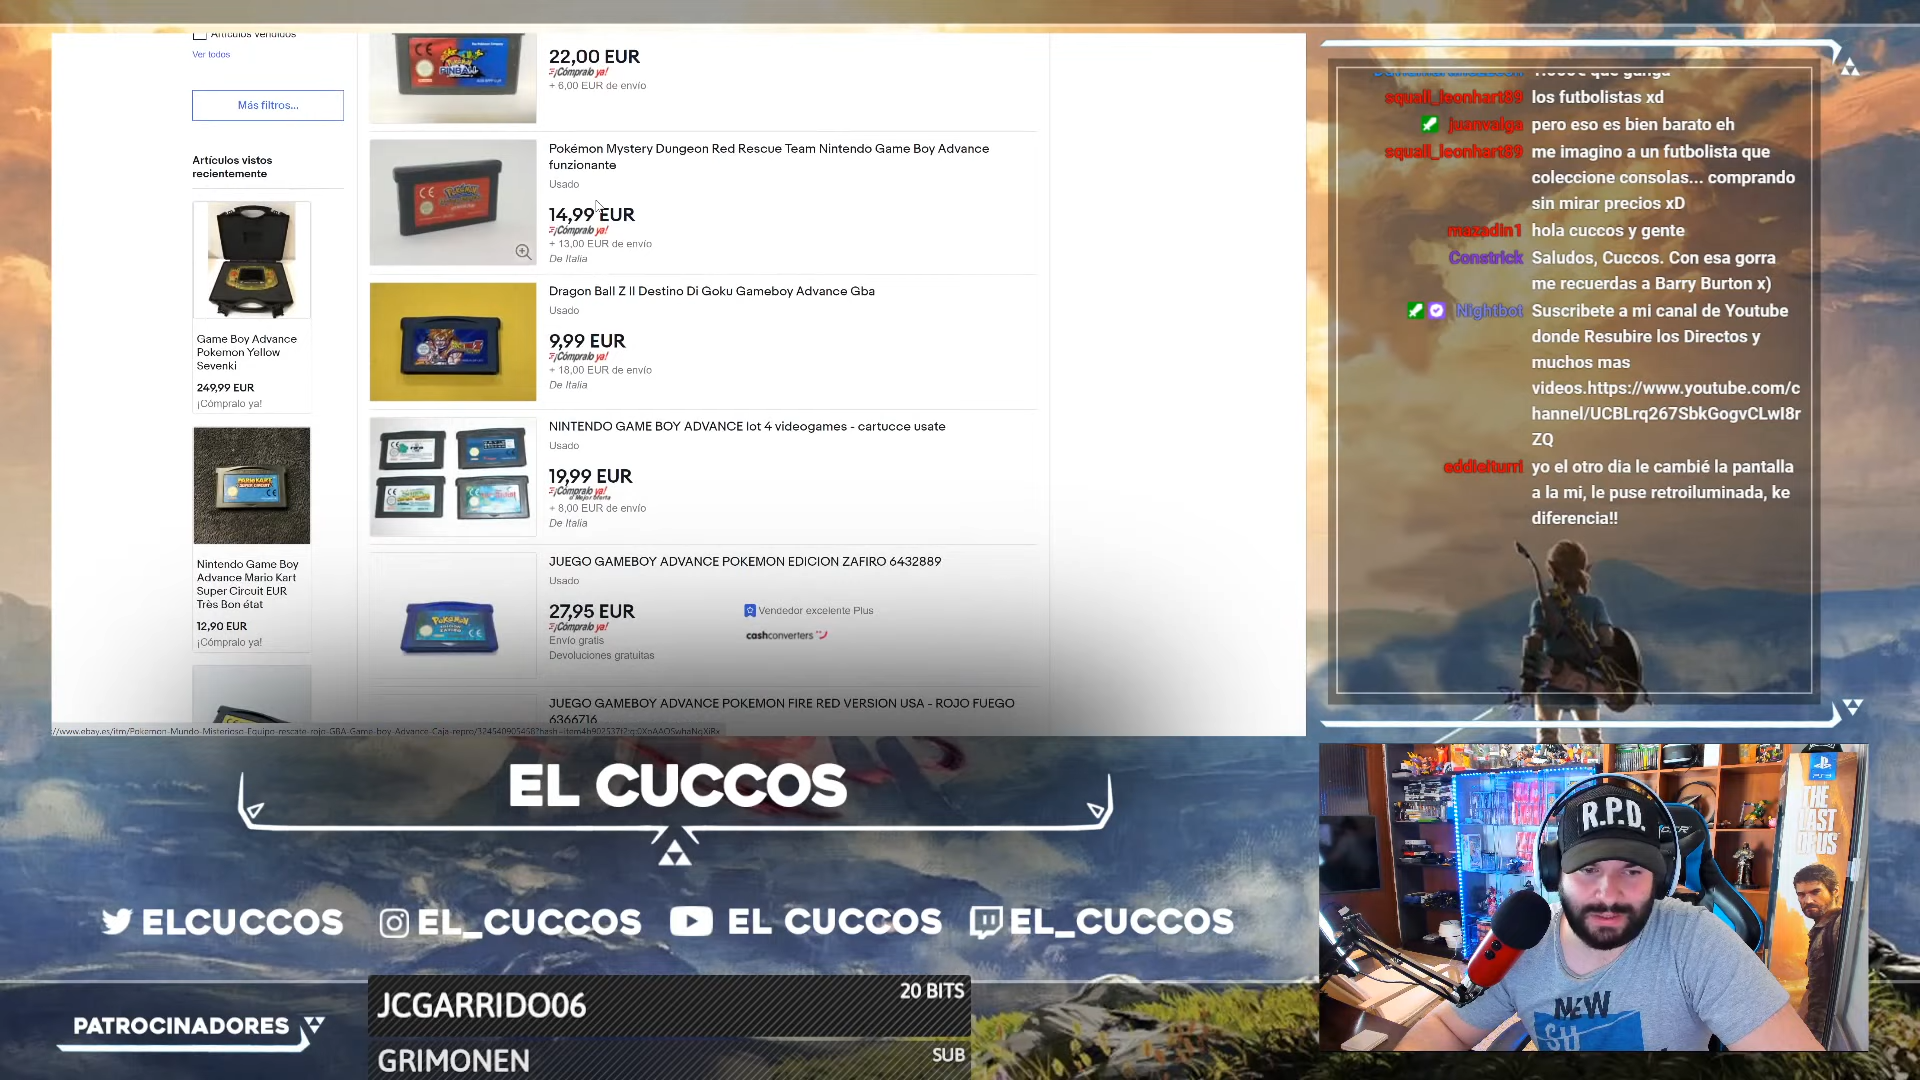 Artículos vendidos
Ver todos
Más filtros...
Artículos vistos
recientemente
Game Boy Advance
Pokemon Yellow
Sevenki
249,99 EUR
¡Cómpralo ya!
Nintendo Game Boy
Advance Mario Kart
Super Circuit EUR
Très Bon état
12,90 EUR
¡Cómpralo ya!
22,00 EUR
¡Cómpralo ya!
+ 6,00 EUR de envío
Pokémon Mystery Dungeon Red Rescue Team Nintendo Game Boy Advance
funzionante
Usado
14,99 EUR
¡Cómpralo ya!
+ 13,00 EUR de envío
De Italia
Dragon Ball Z Il Destino Di Goku Gameboy Advance Gba
Usado
9,99 EUR
¡Cómpralo ya!
+ 18,00 EUR de envío
De Italia
NINTENDO GAME BOY ADVANCE lot 4 videogames - cartucce usate
Usado
19,99 EUR
¡Cómpralo ya!
o Mejor oferta
+ 8,00 EUR de envío
De Italia
JUEGO GAMEBOY ADVANCE POKEMON EDICION ZAFIRO 6432889
Usado
27,95 EUR
¡Cómpralo ya!
Envío gratis
Devoluciones gratuitas
Vendedor excelente Plus
cashconverters
JUEGO GAMEBOY ADVANCE POKEMON FIRE RED VERSION USA - ROJO FUEGO
6366716
que ganga
squall_leonhart89 los futbolistas xd
juanvalga pero eso es bien barato eh
squall_leonhart89 me imagino a un futbolista que
coleccione consolas... comprando
sin mirar precios xD
mazadin1 hola cuccos y gente
Constrick Saludos, Cuccos. Con esa gorra
me recuerdas a Barry Burton x)
Nightbot Suscribete a mi canal de Youtube
donde Resubire los Directos y
muchos mas
videos.https://www.youtube.com/c
hannel/UCBLrq267SbkGogvCLwI8r
ZQ
eddieiturri yo el otro dia le cambié la pantalla
a la mi, le puse retroiluminada, ke
diferencia!!
EL CUCCOS
ELCUCCOS
EL_CUCCOS
EL CUCCOS
EL_CUCCOS
PATROCINADORES
JCGARRIDO06 20 BITS
GRIMONEN SUB
R.P.D.
NEW
THE
LAST
OF US